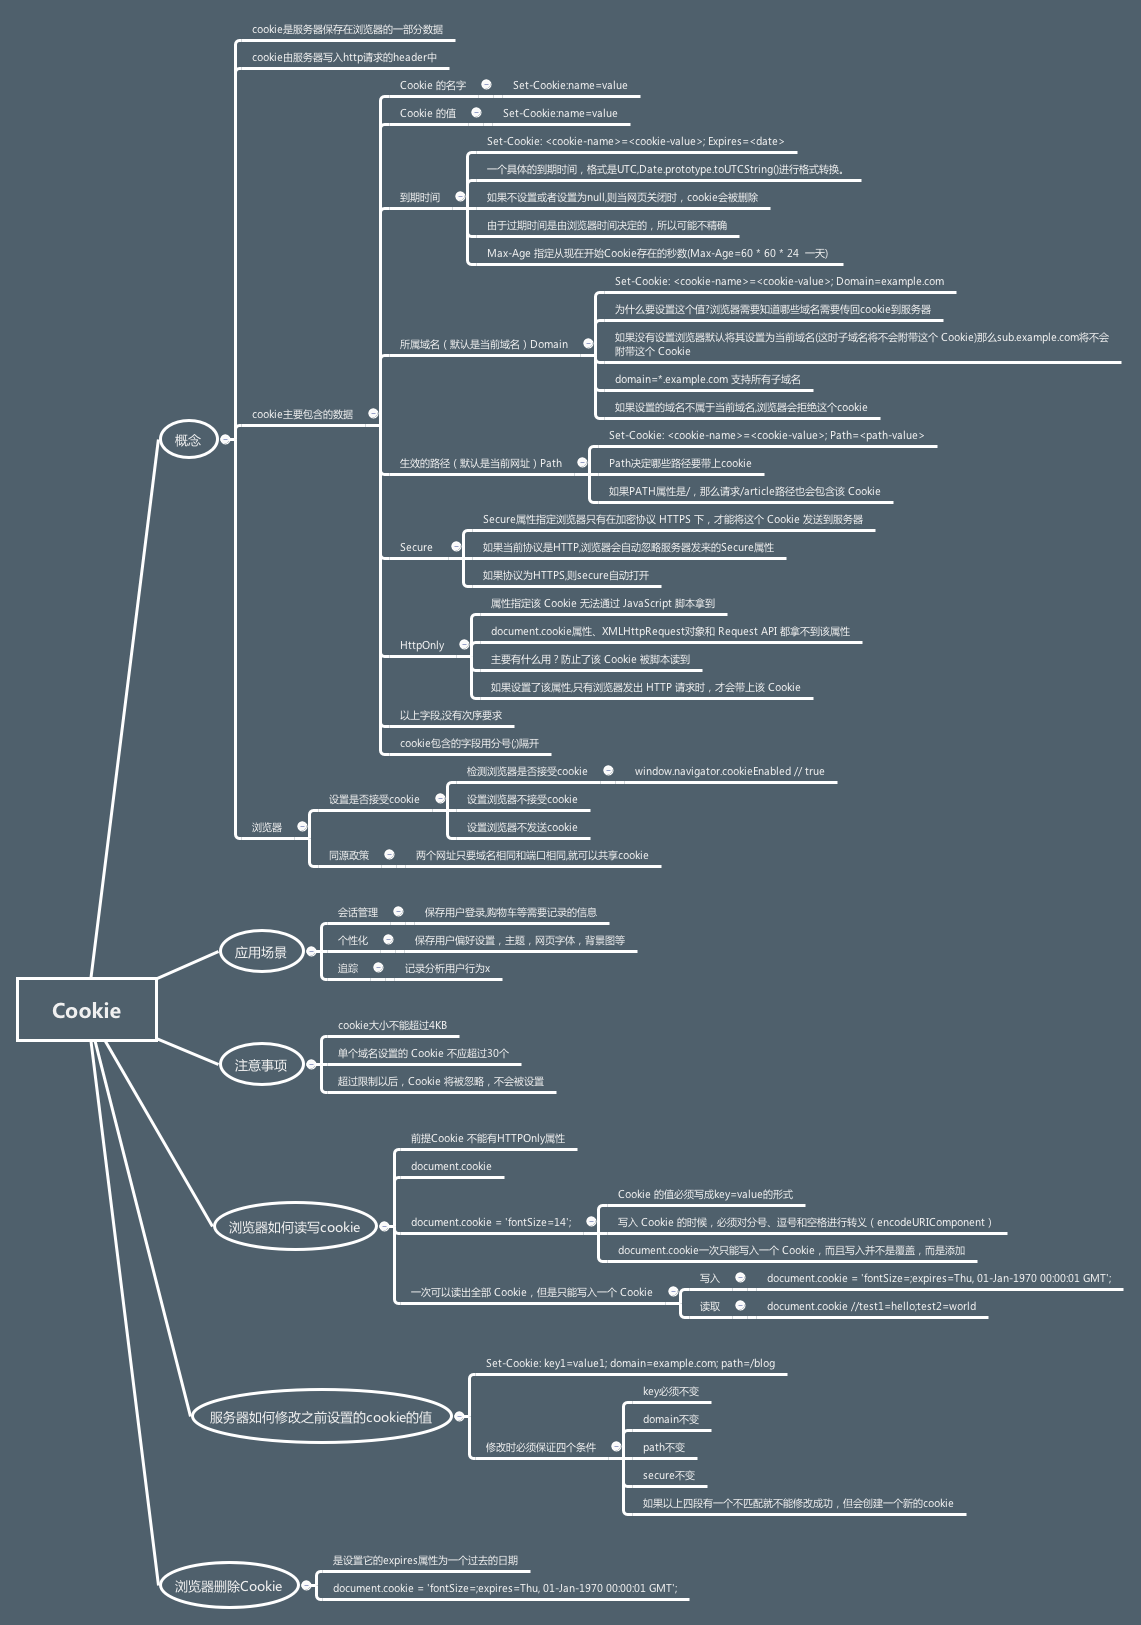 cookie是服务器保存在浏览器的一部分数据
cookie由服务器写入http请求的header中
Cookie 的名字
Set-Cookie:name=value
Cookie 的值
Set-Cookie:name=value
Set-Cookie: <cookie-name>=<cookie-value>; Expires=<date>
一个具体的到期时间，格式是UTC,Date.prototype.toUTCString()进行格式转换。
到期时间
如果不设置或者设置为null,则当网页关闭时，cookie会被删除
由于过期时间是由浏览器时间决定的，所以可能不精确
Max-Age 指定从现在开始Cookie存在的秒数(Max-Age=60 * 60 * 24  一天)
Set-Cookie: <cookie-name>=<cookie-value>; Domain=example.com
为什么要设置这个值?浏览器需要知道哪些域名需要传回cookie到服务器
所属域名（默认是当前域名）Domain
如果没有设置浏览器默认将其设置为当前域名(这时子域名将不会附带这个 Cookie)那么sub.example.com将不会
附带这个 Cookie
domain=*.example.com 支持所有子域名
如果设置的域名不属于当前域名,浏览器会拒绝这个cookie
cookie主要包含的数据
概念
Set-Cookie: <cookie-name>=<cookie-value>; Path=<path-value>
生效的路径（默认是当前网址）Path
Path决定哪些路径要带上cookie
如果PATH属性是/，那么请求/article路径也会包含该 Cookie
Secure属性指定浏览器只有在加密协议 HTTPS 下，才能将这个 Cookie 发送到服务器
Secure
如果当前协议是HTTP,浏览器会自动忽略服务器发来的Secure属性
如果协议为HTTPS,则secure自动打开
属性指定该 Cookie 无法通过 JavaScript 脚本拿到
document.cookie属性、XMLHttpRequest对象和 Request API 都拿不到该属性
HttpOnly
主要有什么用？防止了该 Cookie 被脚本读到
如果设置了该属性,只有浏览器发出 HTTP 请求时，才会带上该 Cookie
以上字段,没有次序要求
cookie包含的字段用分号(;)隔开
检测浏览器是否接受cookie
window.navigator.cookieEnabled // true
设置是否接受cookie
设置浏览器不接受cookie
设置浏览器不发送cookie
浏览器
同源政策
两个网址只要域名相同和端口相同,就可以共享cookie
会话管理
保存用户登录,购物车等需要记录的信息
应用场景
个性化
保存用户偏好设置，主题，网页字体，背景图等
追踪
记录分析用户行为x
Cookie
cookie大小不能超过4KB
注意事项
单个域名设置的 Cookie 不应超过30个
超过限制以后，Cookie 将被忽略，不会被设置
前提Cookie 不能有HTTPOnly属性
document.cookie
浏览器如何读写cookie
Cookie 的值必须写成key=value的形式
document.cookie = 'fontSize=14';
写入 Cookie 的时候，必须对分号、逗号和空格进行转义（encodeURIComponent）
document.cookie一次只能写入一个 Cookie，而且写入并不是覆盖，而是添加
一次可以读出全部 Cookie，但是只能写入一个 Cookie
写入
document.cookie = 'fontSize=;expires=Thu, 01-Jan-1970 00:00:01 GMT';
读取
document.cookie //test1=hello;test2=world
Set-Cookie: key1=value1; domain=example.com; path=/blog
服务器如何修改之前设置的cookie的值
key必须不变
domain不变
修改时必须保证四个条件
path不变
secure不变
如果以上四段有一个不匹配就不能修改成功，但会创建一个新的cookie
浏览器删除Cookie
是设置它的expires属性为一个过去的日期
document.cookie = 'fontSize=;expires=Thu, 01-Jan-1970 00:00:01 GMT';